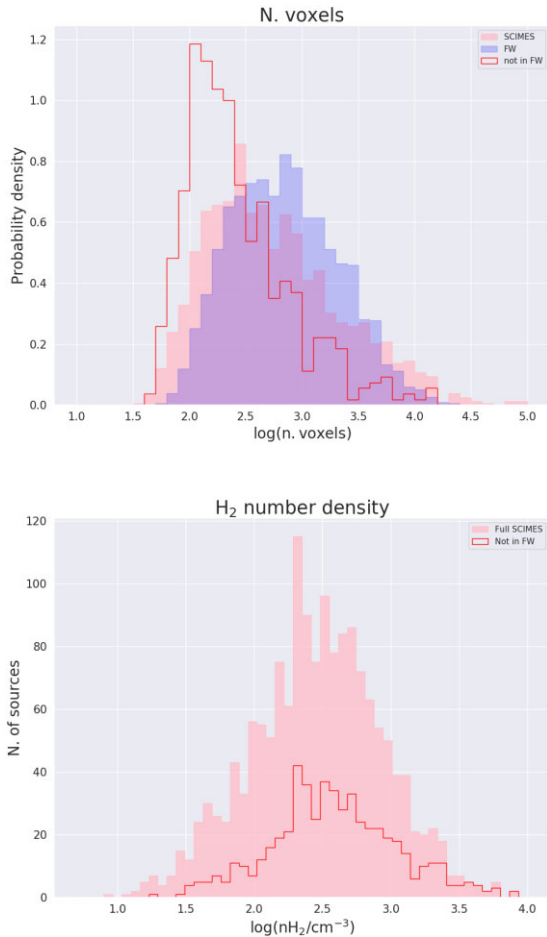 N. voxels
SCIMES
FW
not in FW
1.2
1.0
0.8
0.6
0.4
0.2
0.0
Probability density
1.0 1.5 2.0 2.5 3.0 3.5 4.0 4.5 5.0
log(n. voxels)
H₂ number density
Full SCIMES
Not in FW
120
100
80
60
40
20
0
N. of sources
1.0 1.5 2.0 2.5 3.0 3.5 4.0
log(nH₂/cm⁻³)